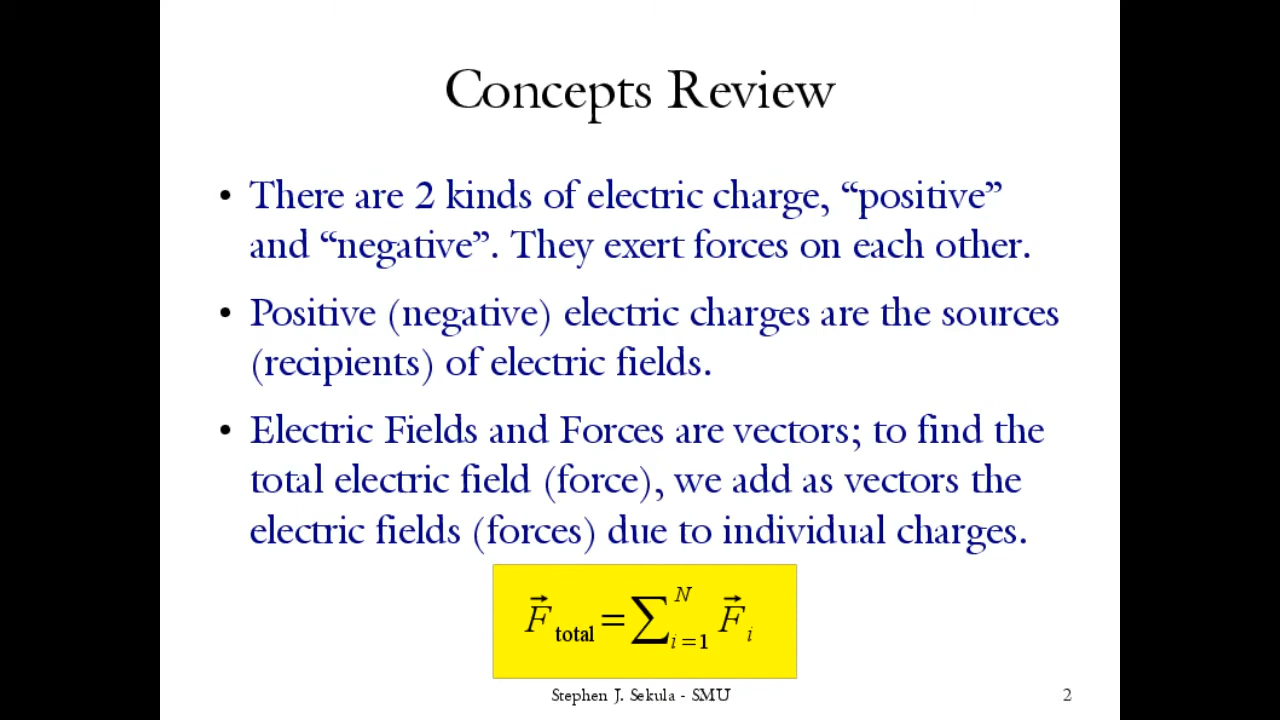 Concepts Review
• There are 2 kinds of electric charge, “positive”
and “negative”. They exert forces on each other.
• Positive (negative) electric charges are the sources
(recipients) of electric fields.
• Electric Fields and Forces are vectors; to find the
total electric field (force), we add as vectors the
electric fields (forces) due to individual charges.
F⃗ total = ∑ᵢ₌₁ᴺ F⃗ ᵢ
Stephen J. Sekula - SMU 2